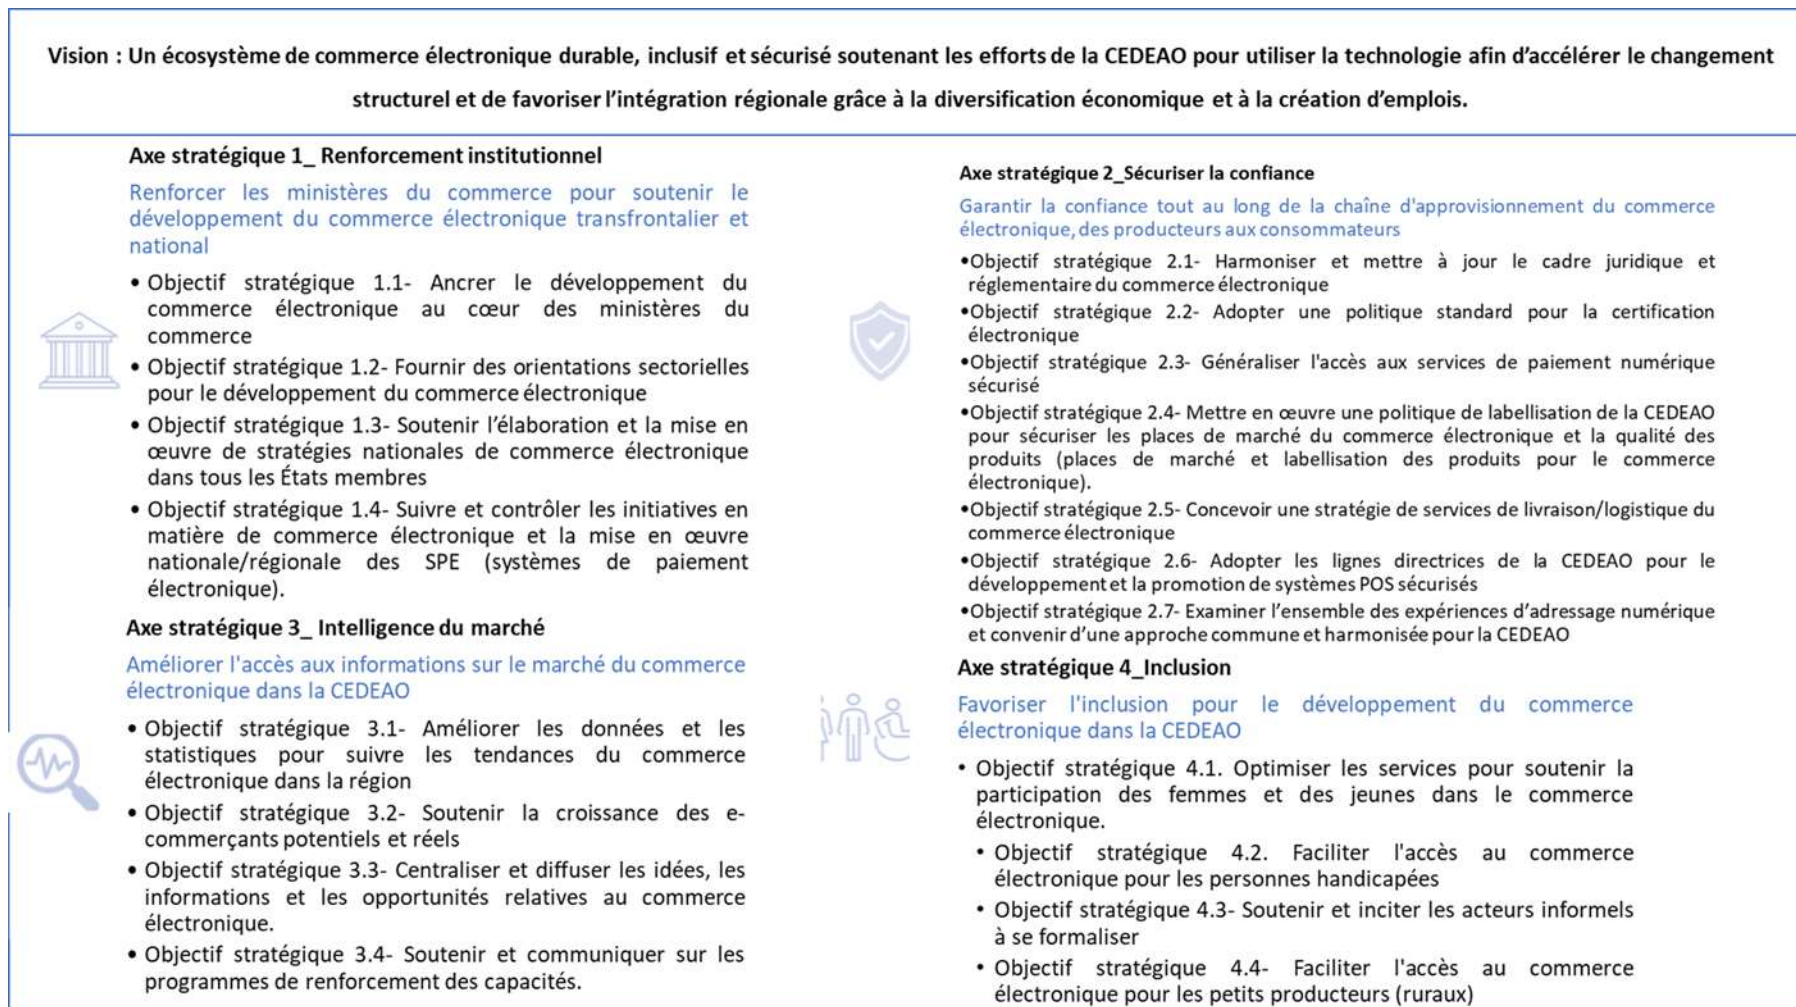 Vision : Un écosystème de commerce électronique durable, inclusif et sécurisé soutenant les efforts de la CEDEAO pour utiliser la technologie afin d’accélérer le changement
structurel et de favoriser l’intégration régionale grâce à la diversification économique et à la création d’emplois.
Axe stratégique 1_ Renforcement institutionnel
Renforcer les ministères du commerce pour soutenir le
développement du commerce électronique transfrontalier et
national
• Objectif stratégique 1.1- Ancrer le développement du
commerce électronique au cœur des ministères du
commerce
• Objectif stratégique 1.2- Fournir des orientations sectorielles
pour le développement du commerce électronique
• Objectif stratégique 1.3- Soutenir l’élaboration et la mise en
œuvre de stratégies nationales de commerce électronique
dans tous les États membres
• Objectif stratégique 1.4- Suivre et contrôler les initiatives en
matière de commerce électronique et la mise en œuvre
nationale/régionale des SPE (systèmes de paiement
électronique).
Axe stratégique 2_Sécuriser la confiance
Garantir la confiance tout au long de la chaîne d'approvisionnement du commerce
électronique, des producteurs aux consommateurs
•Objectif stratégique 2.1- Harmoniser et mettre à jour le cadre juridique et
réglementaire du commerce électronique
•Objectif stratégique 2.2- Adopter une politique standard pour la certification
électronique
•Objectif stratégique 2.3- Généraliser l'accès aux services de paiement numérique
sécurisé
•Objectif stratégique 2.4- Mettre en œuvre une politique de labellisation de la CEDEAO
pour sécuriser les places de marché du commerce électronique et la qualité des
produits (places de marché et labellisation des produits pour le commerce
électronique).
•Objectif stratégique 2.5- Concevoir une stratégie de services de livraison/logistique du
commerce électronique
•Objectif stratégique 2.6- Adopter les lignes directrices de la CEDEAO pour le
développement et la promotion de systèmes POS sécurisés
•Objectif stratégique 2.7- Examiner l’ensemble des expériences d’adressage numérique
et convenir d’une approche commune et harmonisée pour la CEDEAO
Axe stratégique 3_ Intelligence du marché
Améliorer l'accès aux informations sur le marché du commerce
électronique dans la CEDEAO
• Objectif stratégique 3.1- Améliorer les données et les
statistiques pour suivre les tendances du commerce
électronique dans la région
• Objectif stratégique 3.2- Soutenir la croissance des e-
commerçants potentiels et réels
• Objectif stratégique 3.3- Centraliser et diffuser les idées, les
informations et les opportunités relatives au commerce
électronique.
• Objectif stratégique 3.4- Soutenir et communiquer sur les
programmes de renforcement des capacités.
Axe stratégique 4_Inclusion
Favoriser l'inclusion pour le développement du commerce
électronique dans la CEDEAO
• Objectif stratégique 4.1. Optimiser les services pour soutenir la
participation des femmes et des jeunes dans le commerce
électronique.
• Objectif stratégique 4.2. Faciliter l'accès au commerce
électronique pour les personnes handicapées
• Objectif stratégique 4.3- Soutenir et inciter les acteurs informels
à se formaliser
• Objectif stratégique 4.4- Faciliter l'accès au commerce
électronique pour les petits producteurs (ruraux)